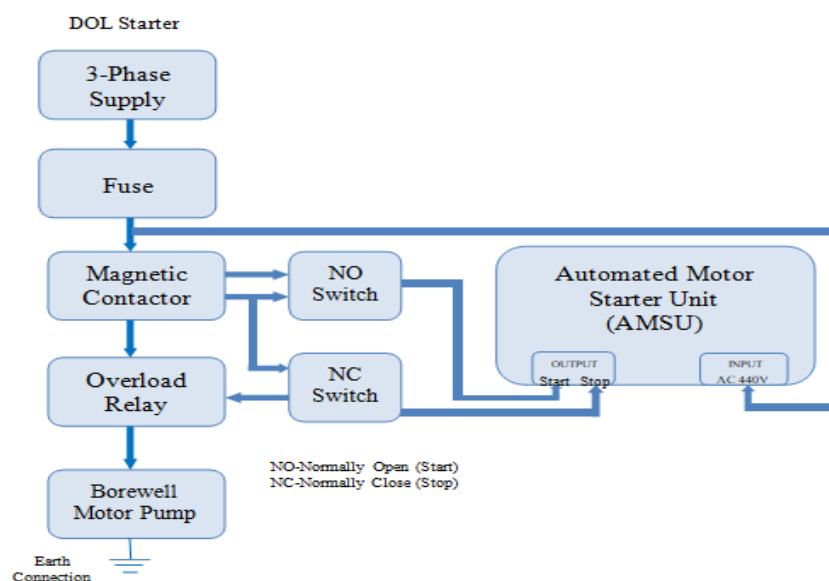 DOL Starter
3-Phase
Supply
Fuse
Magnetic
Contactor
NO
Switch
Automated Motor
Starter Unit
(AMSU)
OUTPUT
Start Stop
INPUT
AC 440V
Overload
Relay
NC
Switch
NO-Normally Open (Start)
NC-Normally Close (Stop)
Borewell
Motor Pump
Earth
Connection